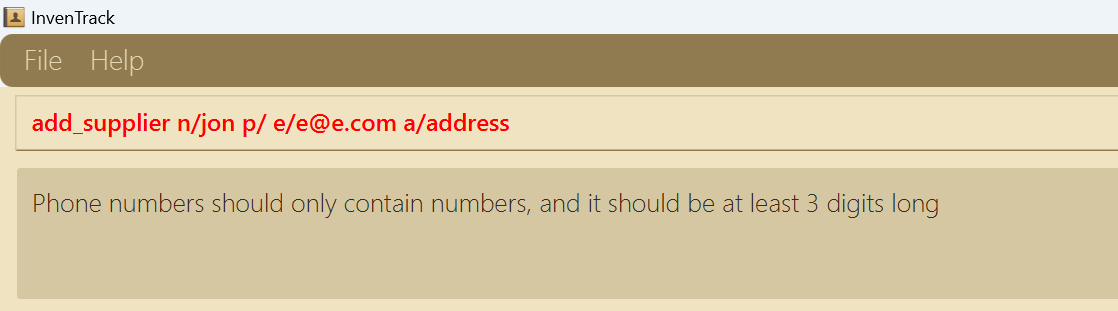 InvenTrack
File Help
add_supplier n/jon p/ e/e@e.com a/address
Phone numbers should only contain numbers, and it should be at least 3 digits long